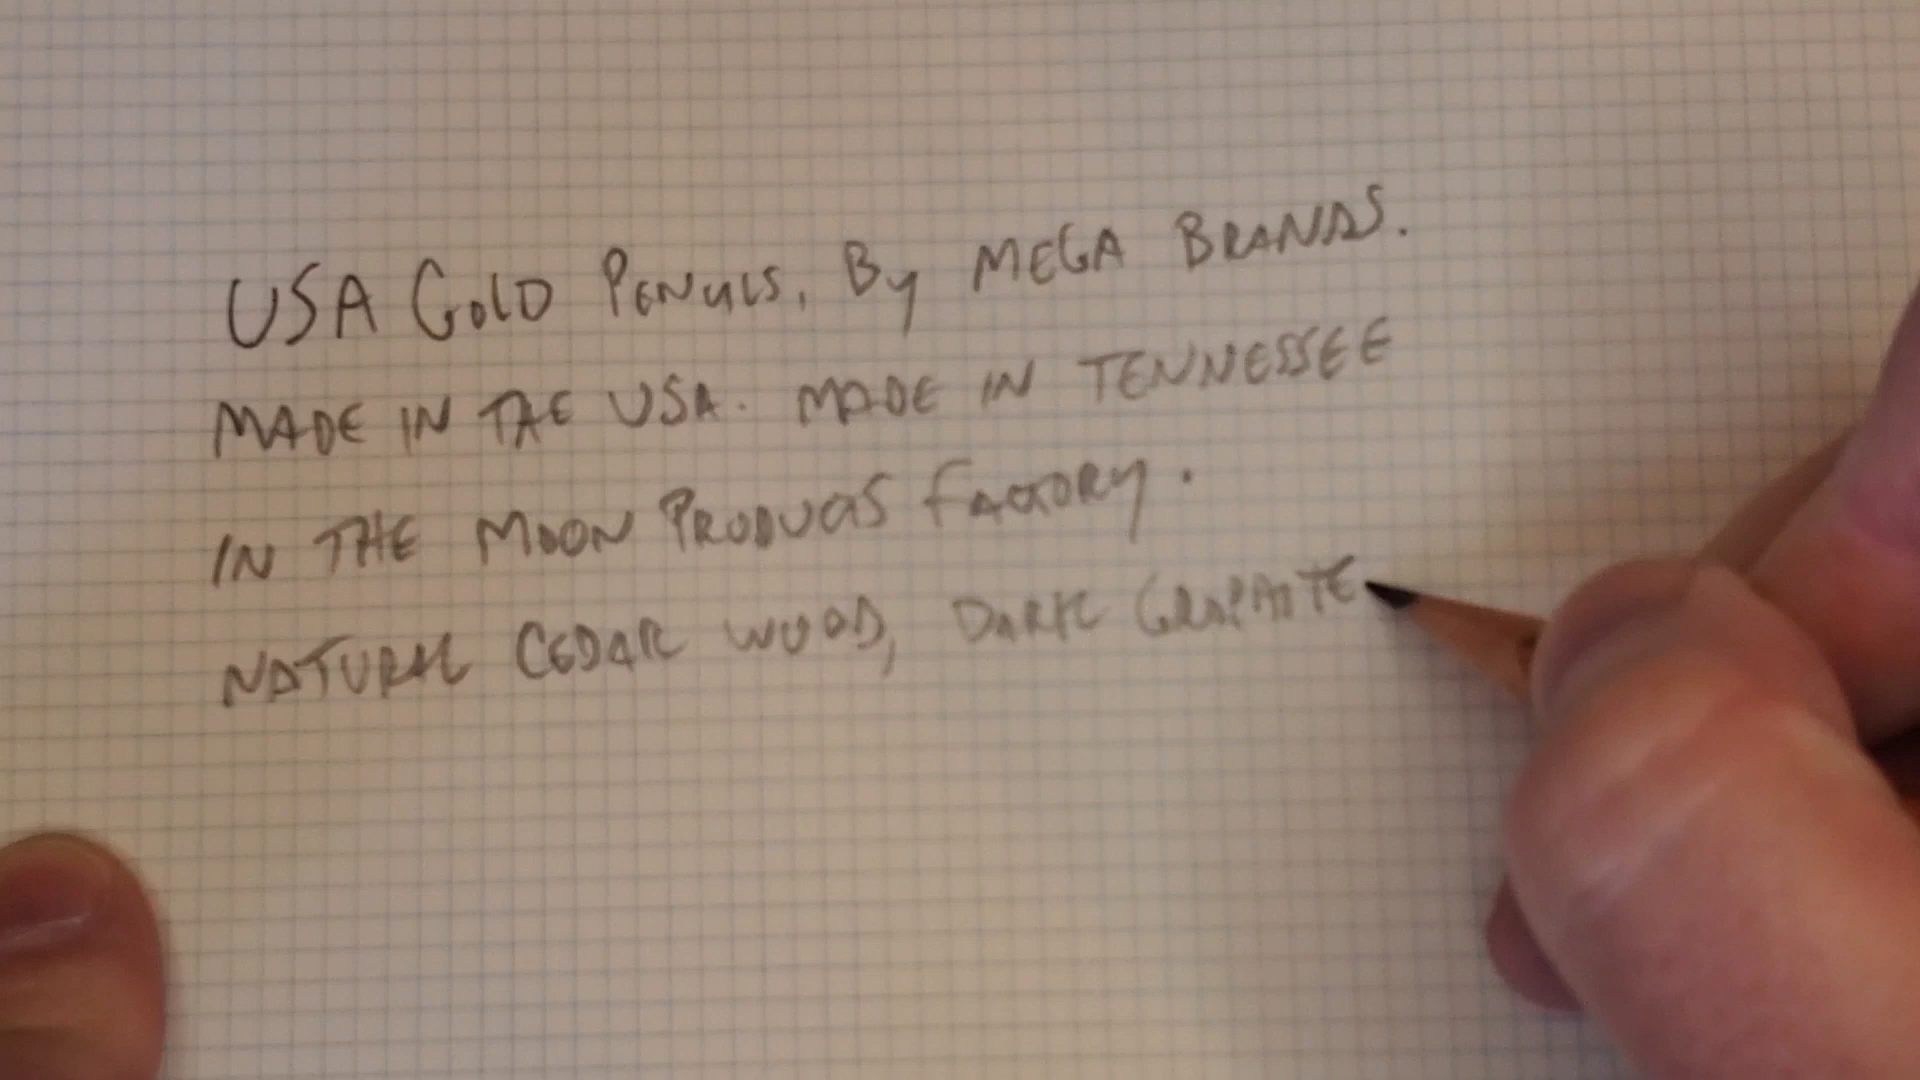 USA Gold Pencils, By MEGA BRANDS.
MADE IN THE USA. MADE IN TENNESSEE
IN THE MOON PRODUCTS FACTORY.
NATURAL CEDAR WOOD, DARK GRAPHITE